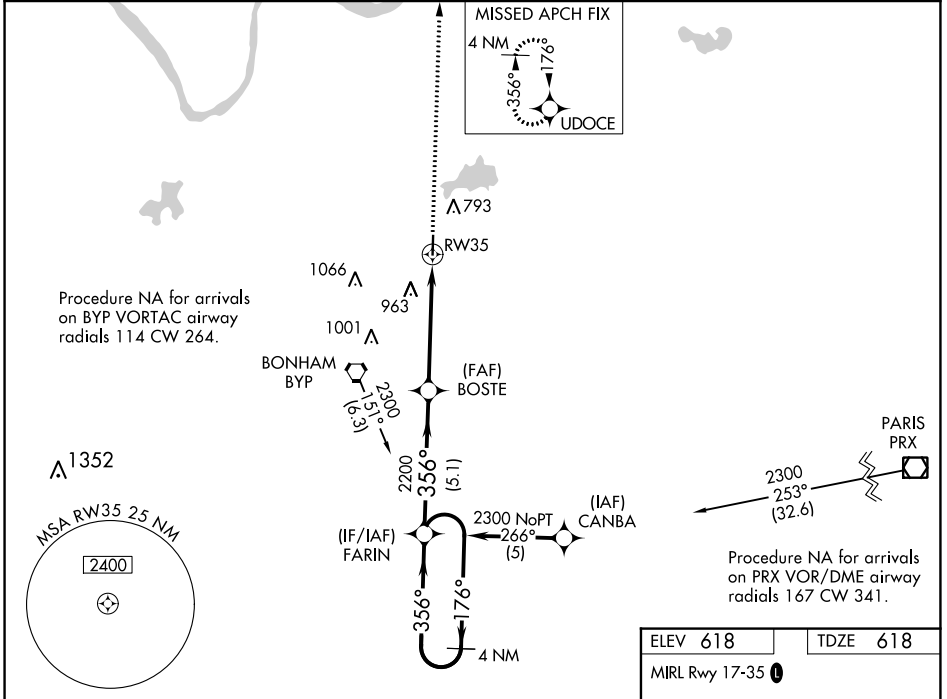 MISSED APCH FIX
4 NM
356°
176°
UDOCE
793
RW35
1066
963
1001
Procedure NA for arrivals
on BYP VORTAC airway
radials 114 CW 264.
BONHAM
BYP
2300
151°
(6.3)
(FAF)
BOSTE
1352
2200
356°
(5.1)
PARIS
PRX
2300
253°
(32.6)
MSA RW35 25 NM
2400
(IF/IAF)
FARIN
2300 NoPT
266°
(5)
(IAF)
CANBA
Procedure NA for arrivals
on PRX VOR/DME airway
radials 167 CW 341.
356°
176°
4 NM
ELEV 618
TDZE 618
MIRL Rwy 17-35 L